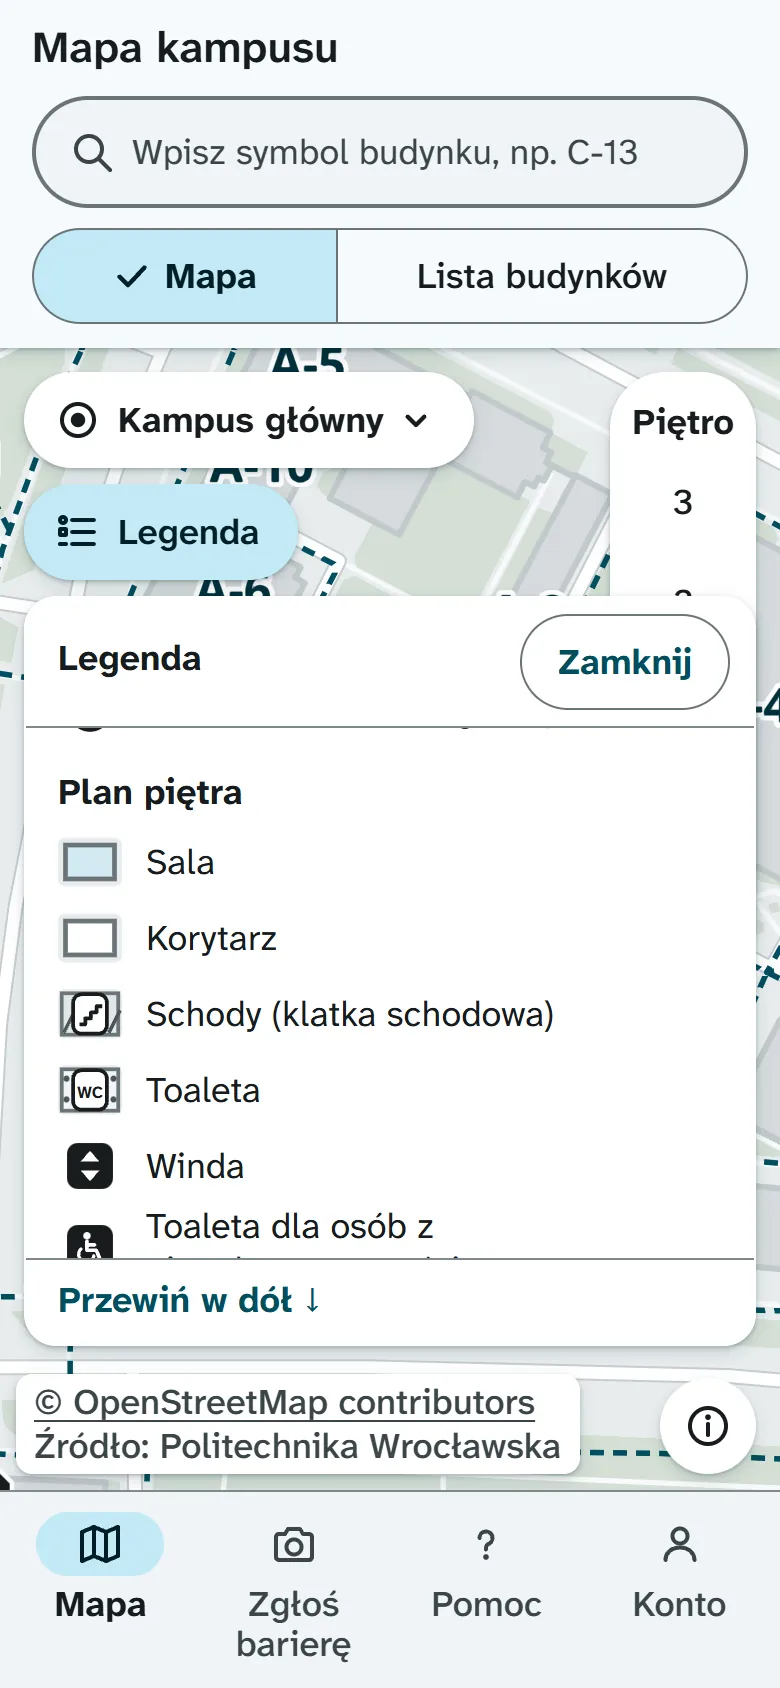 Mapa kampusu
Wpisz symbol budynku, np. C-13
Mapa
Lista budynków
A-5
Kampus główny
Piętro
A-10
3
Legenda
A-6
Legenda
Zamknij
Plan piętra
Sala
Korytarz
Schody (klatka schodowa)
WC
Toaleta
Winda
Toaleta dla osób z
Przewiń w dół ↓
© OpenStreetMap contributors
Źródło: Politechnika Wrocławska
Mapa
Zgłoś
barierę
Pomoc
Konto